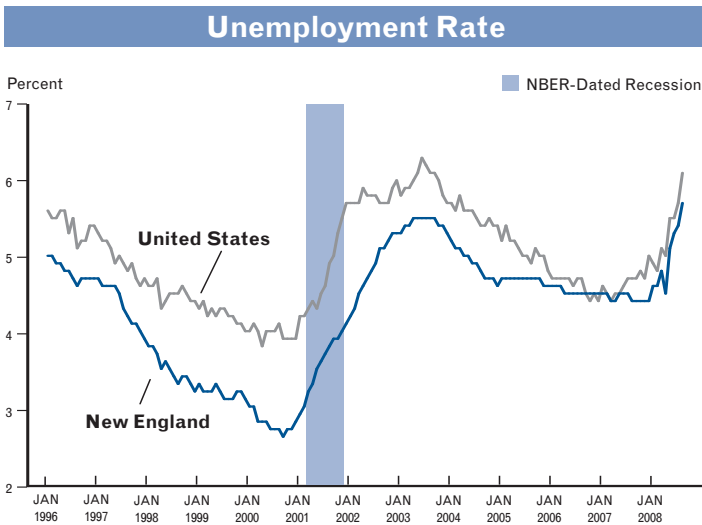 Unemployment Rate
Percent
NBER-Dated Recession
7
6
5
4
3
2
United States
New England
JAN JAN JAN JAN JAN JAN JAN JAN JAN JAN JAN JAN JAN
1996 1997 1998 1999 2000 2001 2002 2003 2004 2005 2006 2007 2008